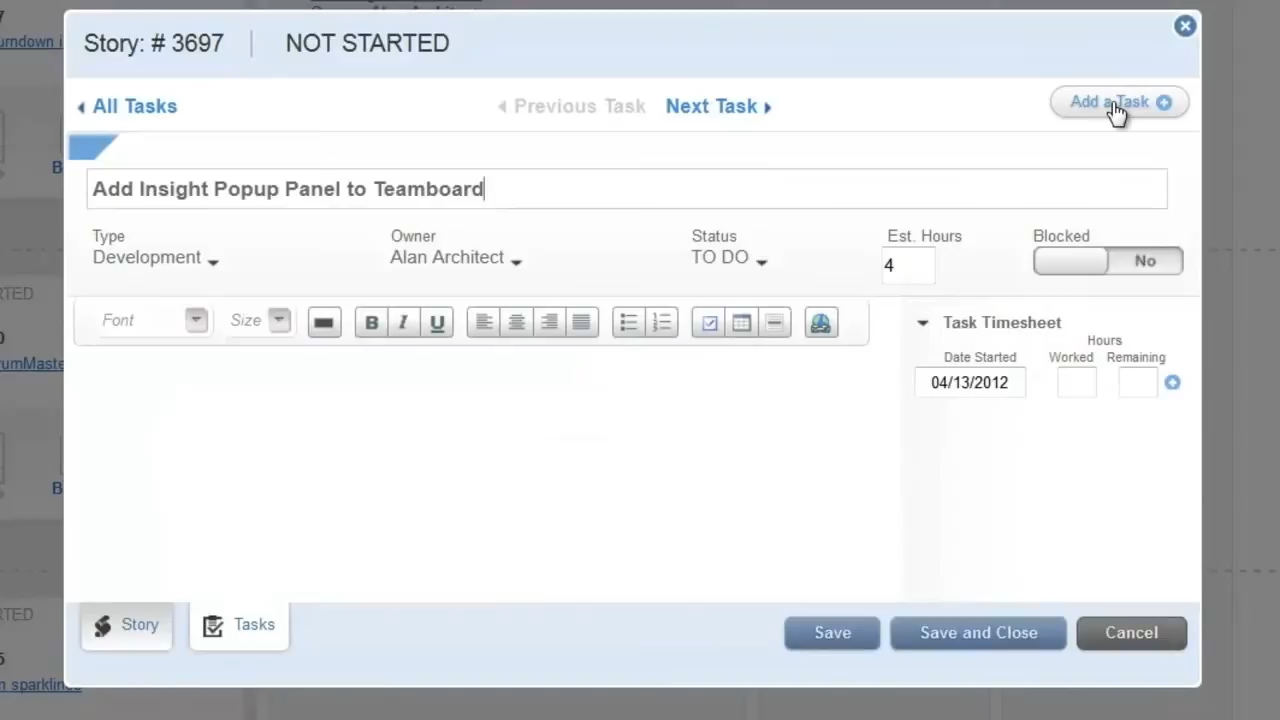 Story: # 3697 | NOT STARTED
All Tasks Previous Task Next Task Add a Task
Add Insight Popup Panel to Teamboard
Type Owner Status Est. Hours Blocked
Development Alan Architect TO DO 4 No
Font Size B I U Task Timesheet
Hours
Date Started Worked Remaining
04/13/2012
Story Tasks Save Save and Close Cancel